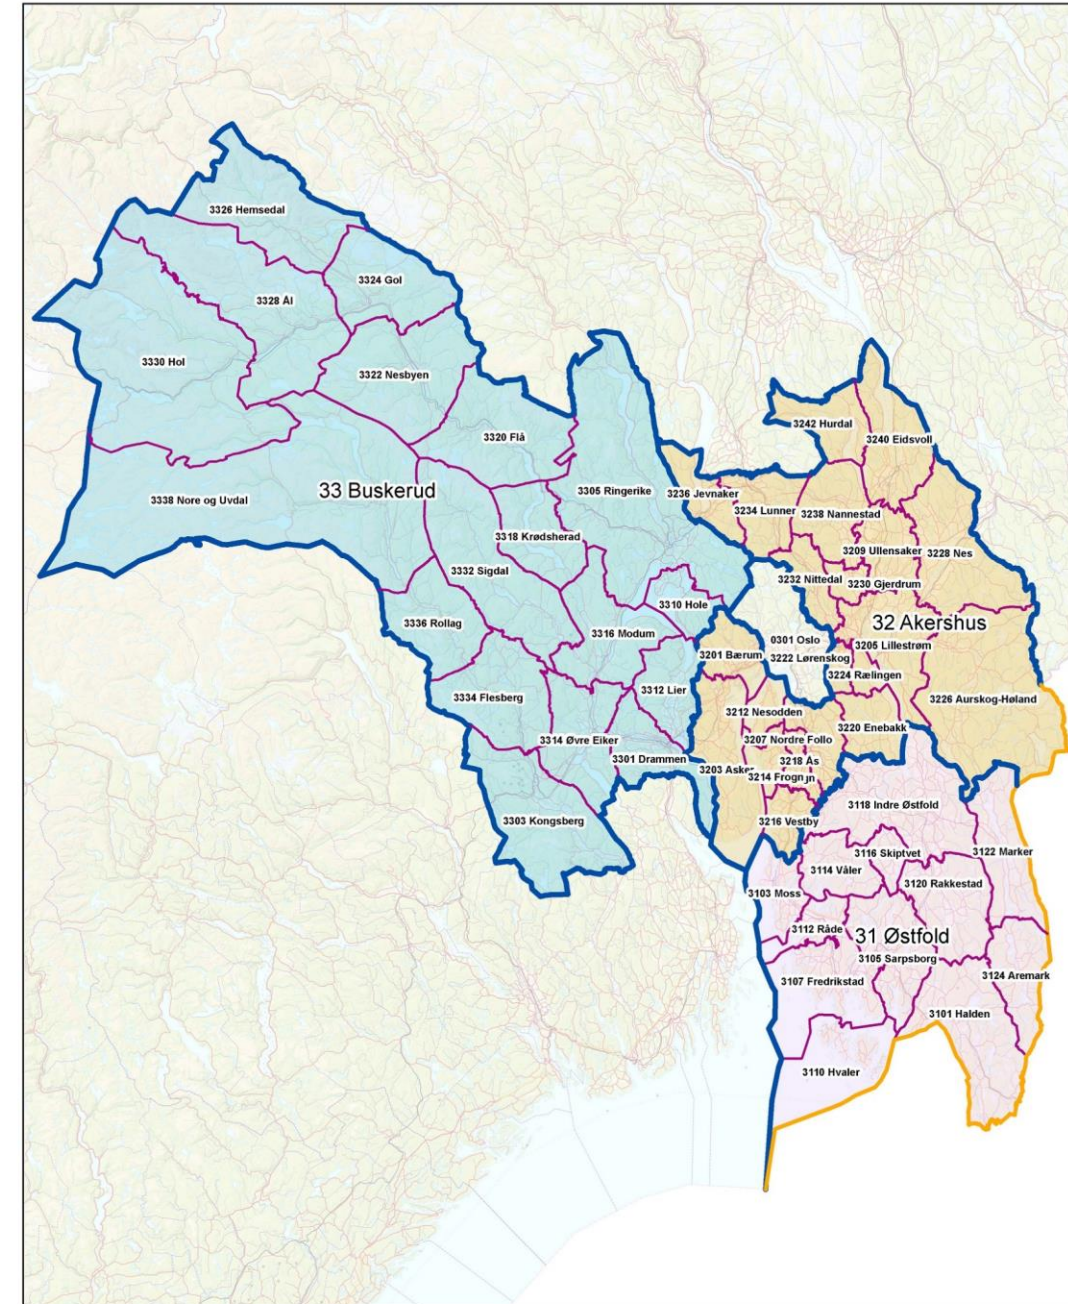 3326 Hemsedal
3324 Gol
3328 Ål
3330 Hol
3322 Nesbyen
3242 Hurdal
3320 Flå
3240 Eidsvoll
33 Buskerud
3305 Ringerike
3236 Jevnaker
3338 Nore og Uvdal
3234 Lunner
3238 Nannestad
3318 Krødsherad
3209 Ullensaker
3228 Nes
3332 Sigdal
3232 Nittedal
3230 Gjerdrum
3310 Hole
3336 Rollag
32 Akershus
3316 Modum
0301 Oslo
3205 Lillestrøm
3201 Bærum
3222 Lørenskog
3224 Rælingen
3312 Lier
3334 Flesberg
3226 Aurskog-Høland
3212 Nesodden
3220 Enebakk
3314 Øvre Eiker
3207 Nordre Follo
3301 Drammen
3218 Ås
3203 Asker
3214 Frogn
3118 Indre Østfold
3303 Kongsberg
3216 Vestby
3116 Skiptvet
3122 Marker
3114 Våler
3120 Rakkestad
3103 Moss
3112 Råde
31 Østfold
3105 Sarpsborg
3107 Fredrikstad
3124 Aremark
3101 Halden
3110 Hvaler